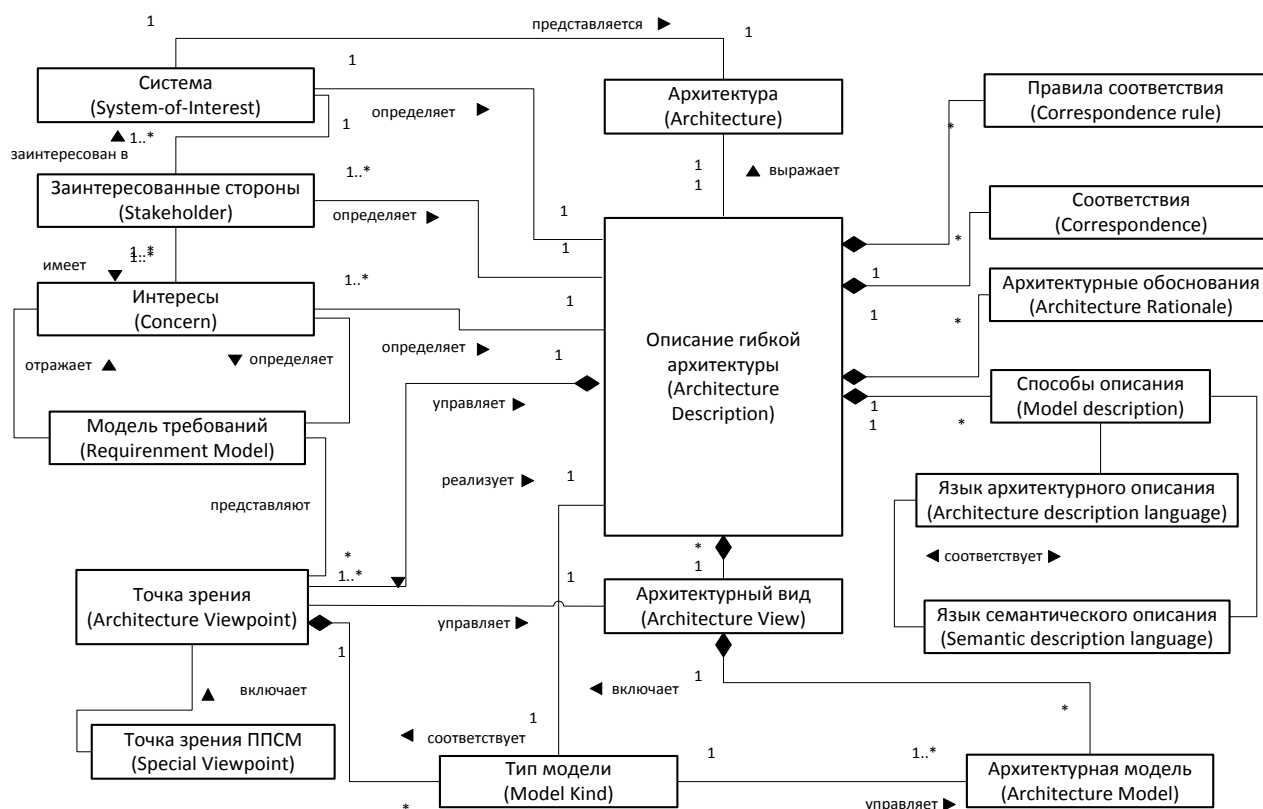 1
представляется
1
Система
(System-of-Interest)
1
1
Архитектура
(Architecture)
Правила соответствия
(Correspondence rule)
определяет
1
*
1..*
заинтересован в
Заинтересованные стороны
(Stakeholder)
1..*
1
1
выражает
определяет
1
1
Соответствия
(Correspondence)
*
1..*
1..*
имеет
1..*
Интересы
(Concern)
1
1
Архитектурные обоснования
(Architecture Rationale)
1
*
отражает
определяет
определяет
1
Описание гибкой
архитектуры
(Architecture
Description)
управляет
Способы описания
(Model description)
1
1
*
Модель требований
(Requirenment Model)
представляют
реализует
1
Язык архитектурного описания
(Architecture description language)
соответствует
*
1..*
*
1
Точка зрения
(Architecture Viewpoint)
1
Архитектурный вид
(Architecture View)
Язык семантического описания
(Semantic description language)
управляет
1
1
включает
включает
*
1
соответствует
Точка зрения ППСМ
(Special Viewpoint)
Тип модели
(Model Kind)
1
1..*
Архитектурная модель
(Architecture Model)
*
управляет